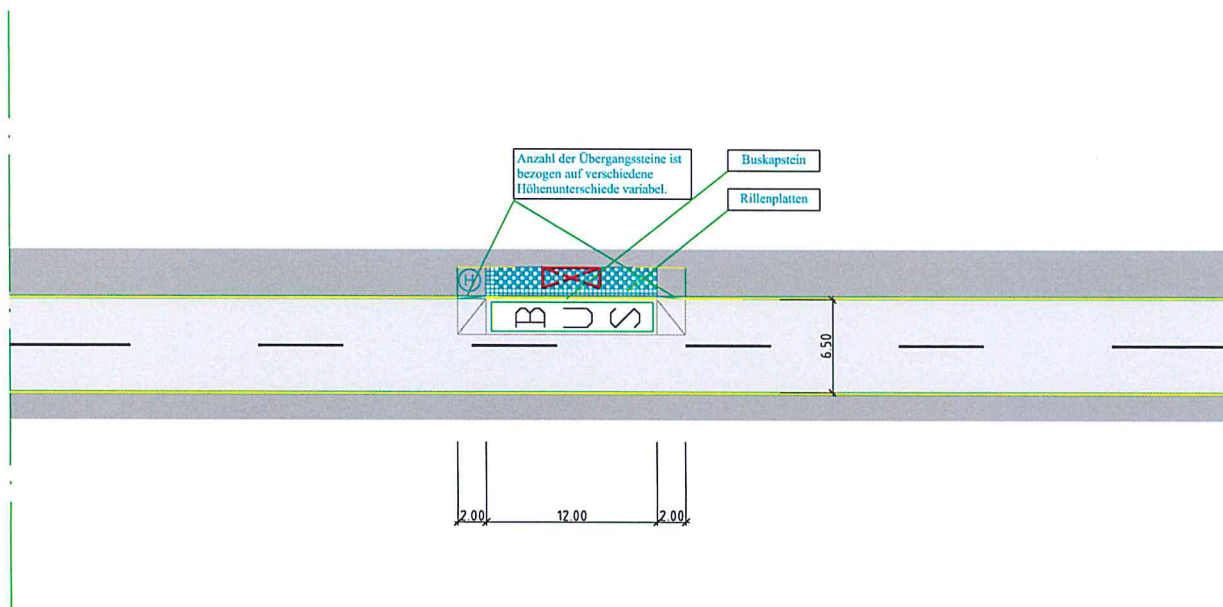 Anzahl der Übergangssteine ist
bezogen auf verschiedene
Höhenunterschiede variabel.
Buskapstein
Rillenplatten
H
BUS
6.50
2.00
12.00
2.00